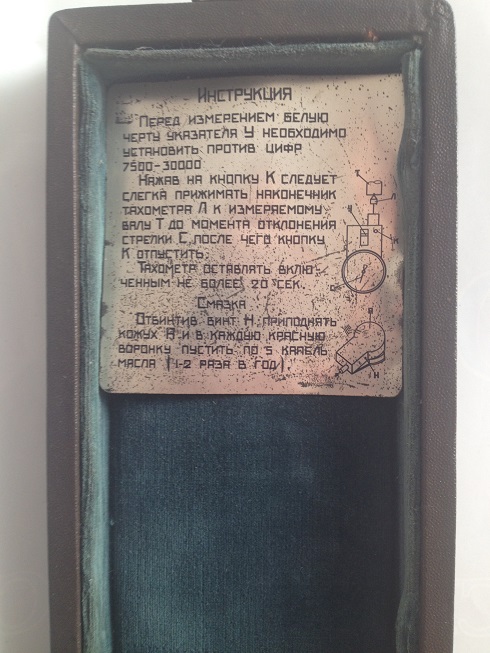 Инструкция
Перед измерением белую
черту указателя У необходимо
установить против цифр
7500-30000
Нажав на кнопку К следует
слегка прижимать наконечник
тахометра Л к измеряемому
валу Т до момента отклонения
стрелки С, после чего кнопку
К отпустить.
Тахометр оставлять вклю-
ченным не более 20 сек.
Смазка
Отвинтив винт Н, приподнять
кожух В и в каждую красную
воронку пустить по 5 капель
масла (1-2 раза в год).